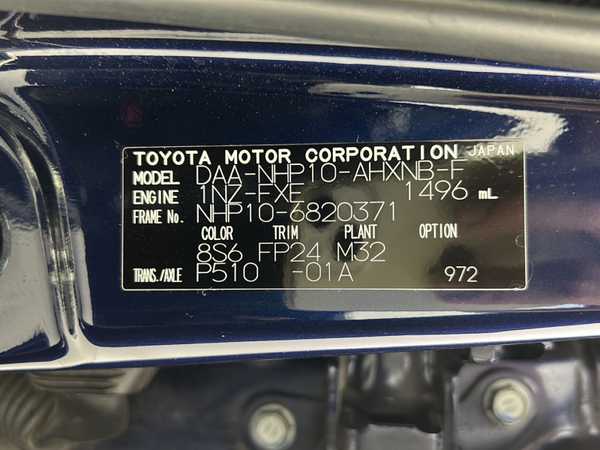 TOYOTA MOTOR CORPORATION JAPAN
MODEL DAA-NHP10-AHXNB-F
ENGINE 1NZ-FXE 1496 mL
FRAME No. NHP10-6820371
COLOR TRIM PLANT OPTION
8S6 FP24 M32
TRANS./AXLE P510 -01A 972